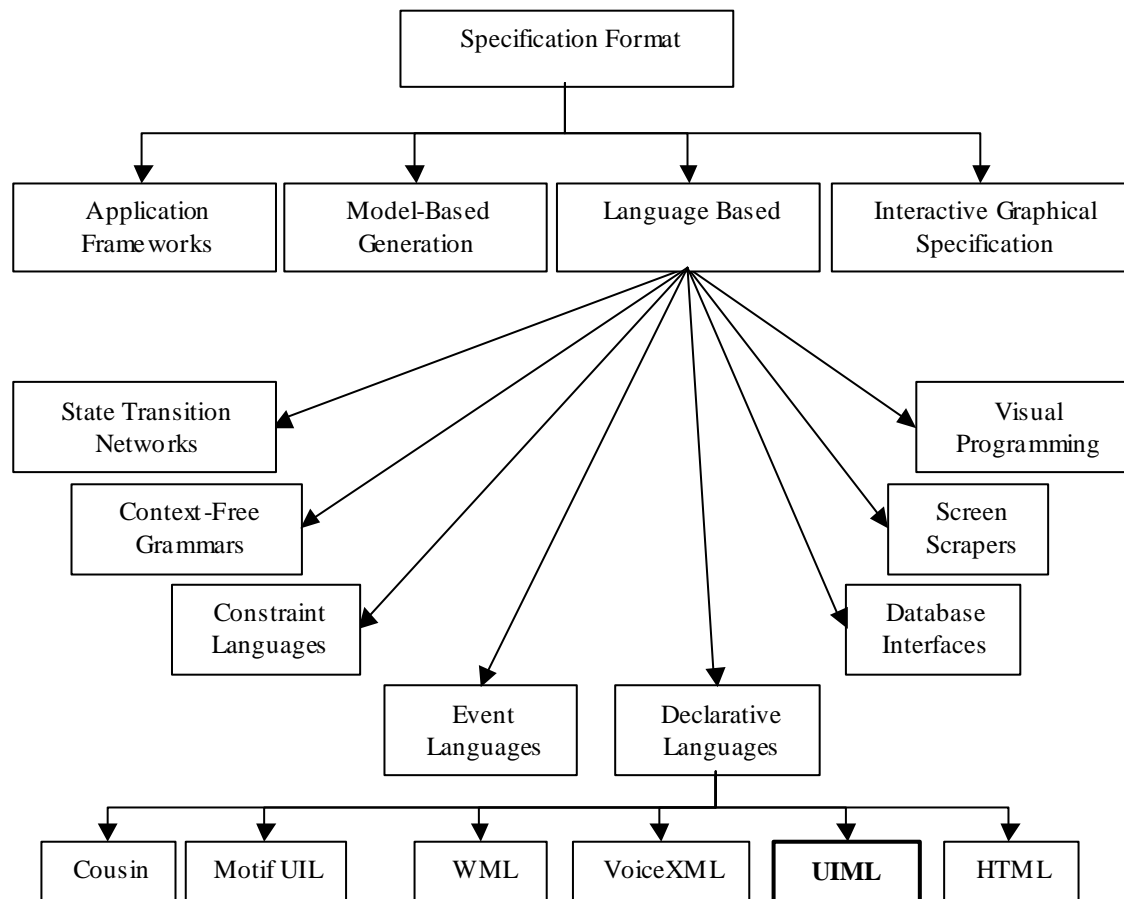 Specification Format
Application
Frameworks
Model-Based
Generation
Language Based
Interactive Graphical
Specification
State Transition
Networks
Visual
Programming
Context-Free
Grammars
Screen
Scrapers
Constraint
Languages
Database
Interfaces
Event
Languages
Declarative
Languages
Cousin
Motif UIL
WML
VoiceXML
UIML
HTML